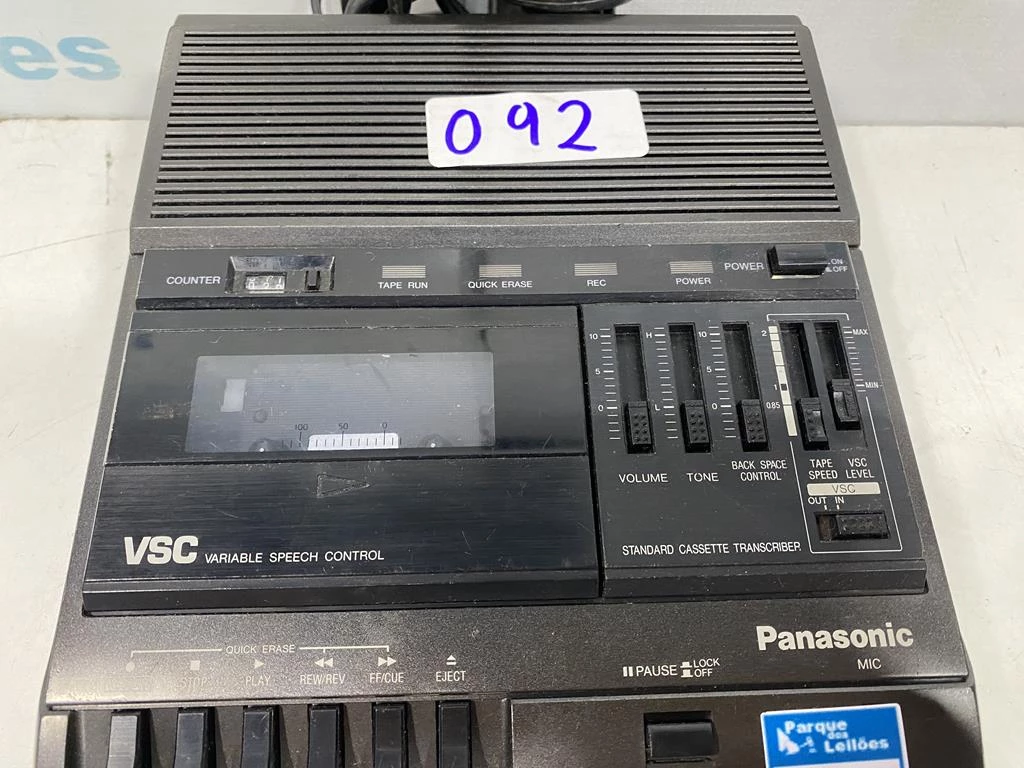 es
092
COUNTER
TAPE RUN
QUICK ERASE
REC
POWER
POWER
ON
OFF
10
5
0
H
L
10
5
0
2
1
0.85
MAX
MIN
VOLUME
TONE
BACK SPACE
CONTROL
TAPE
SPEED
VSC
LEVEL
VSC
OUT IN
100 50 0
VSC VARIABLE SPEECH CONTROL
STANDARD CASSETTE TRANSCRIBER
Panasonic
MIC
QUICK ERASE
STOP PLAY REW/REV FF/CUE EJECT
PAUSE LOCK
OFF
Parque
dos
Leilões